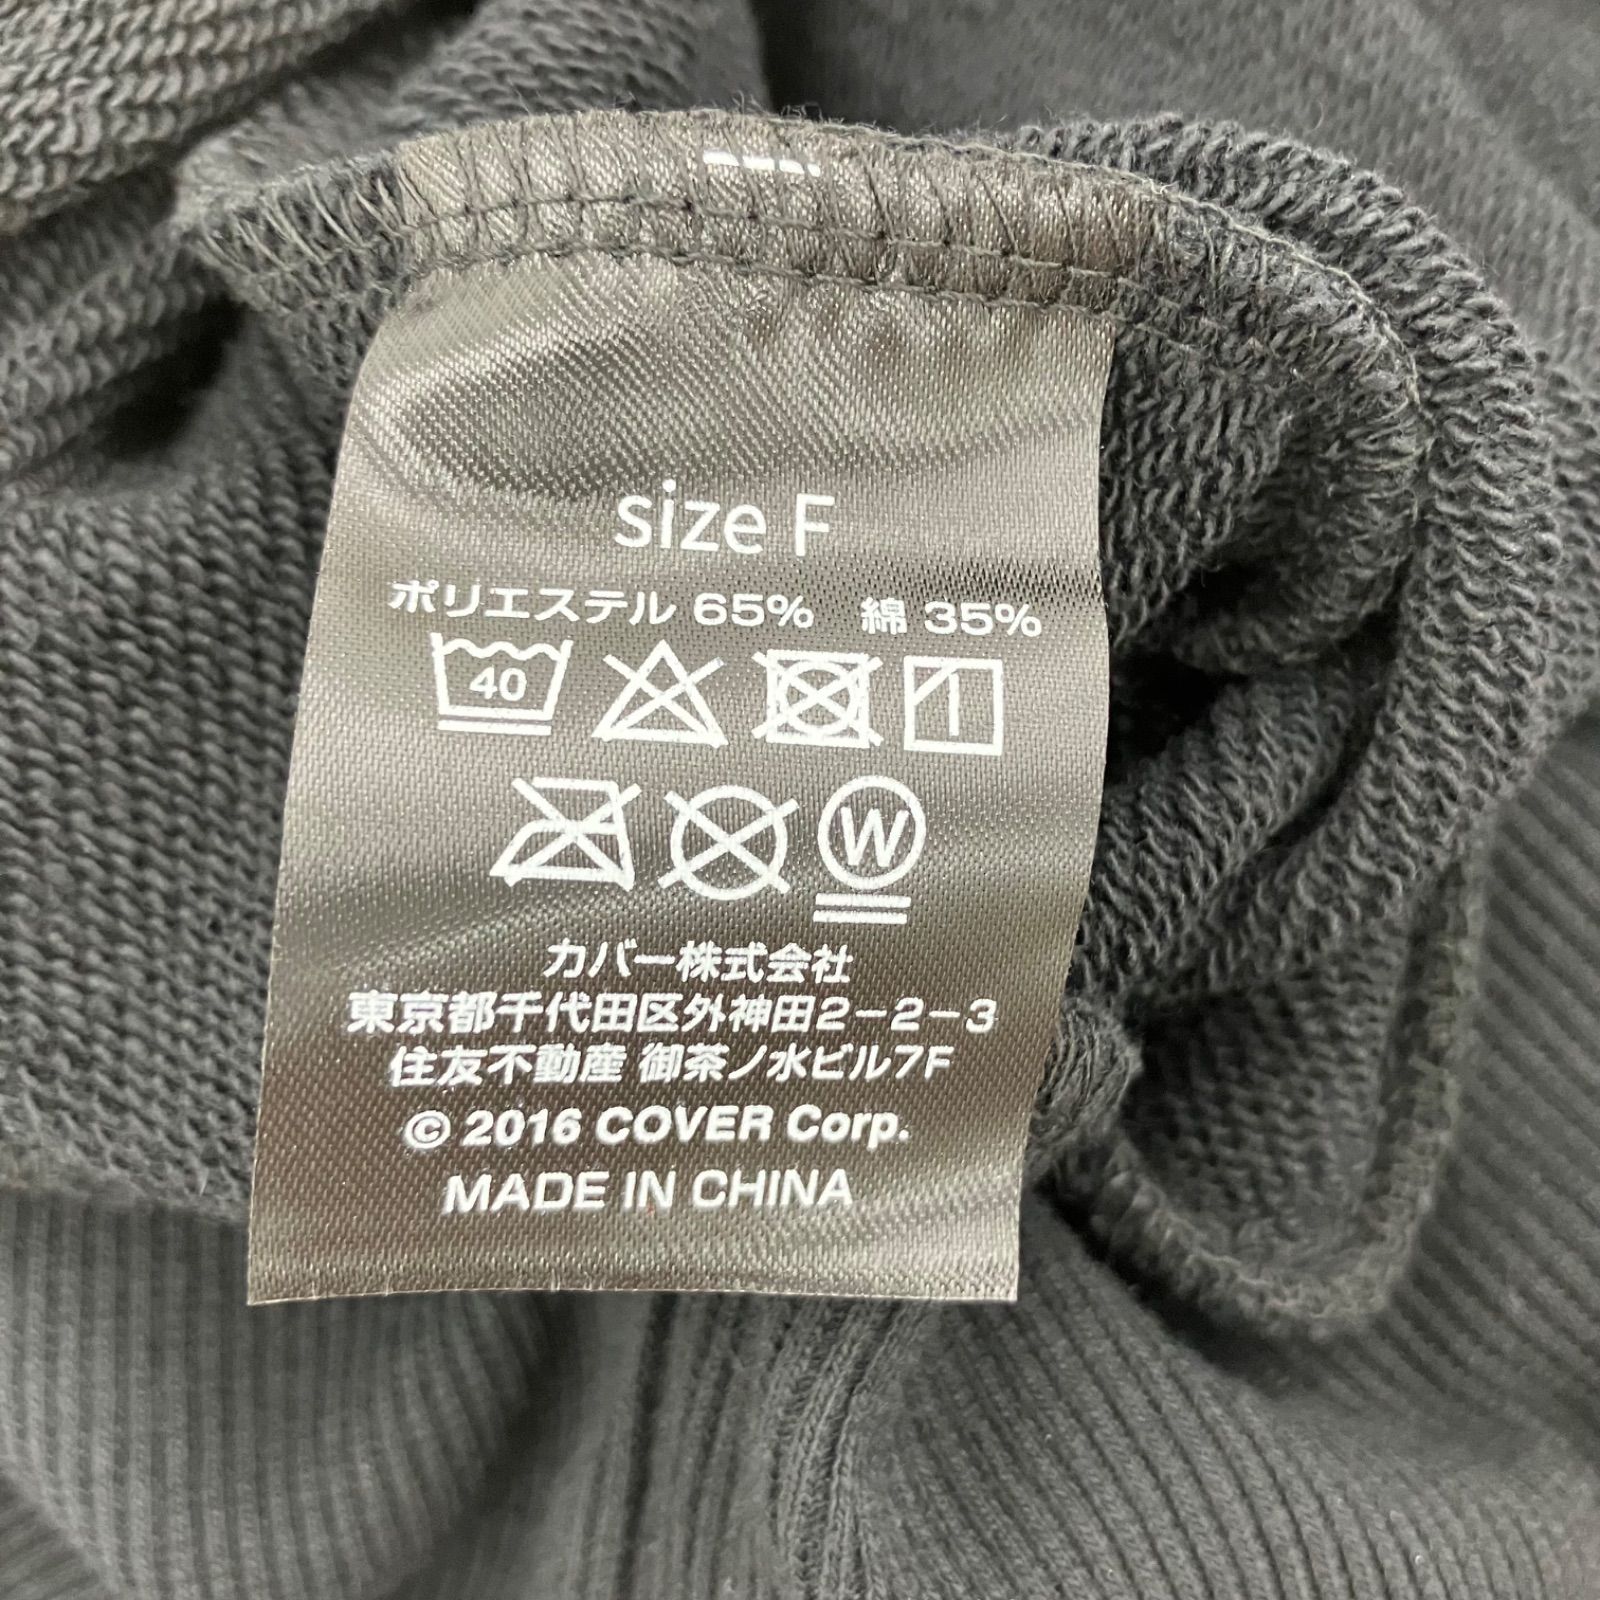 size F
ポリエステル 65%　綿 35%
40
W
カバー株式会社
東京都千代田区外神田2-2-3
住友不動産 御茶ノ水ビル7F
© 2016 COVER Corp.
MADE IN CHINA